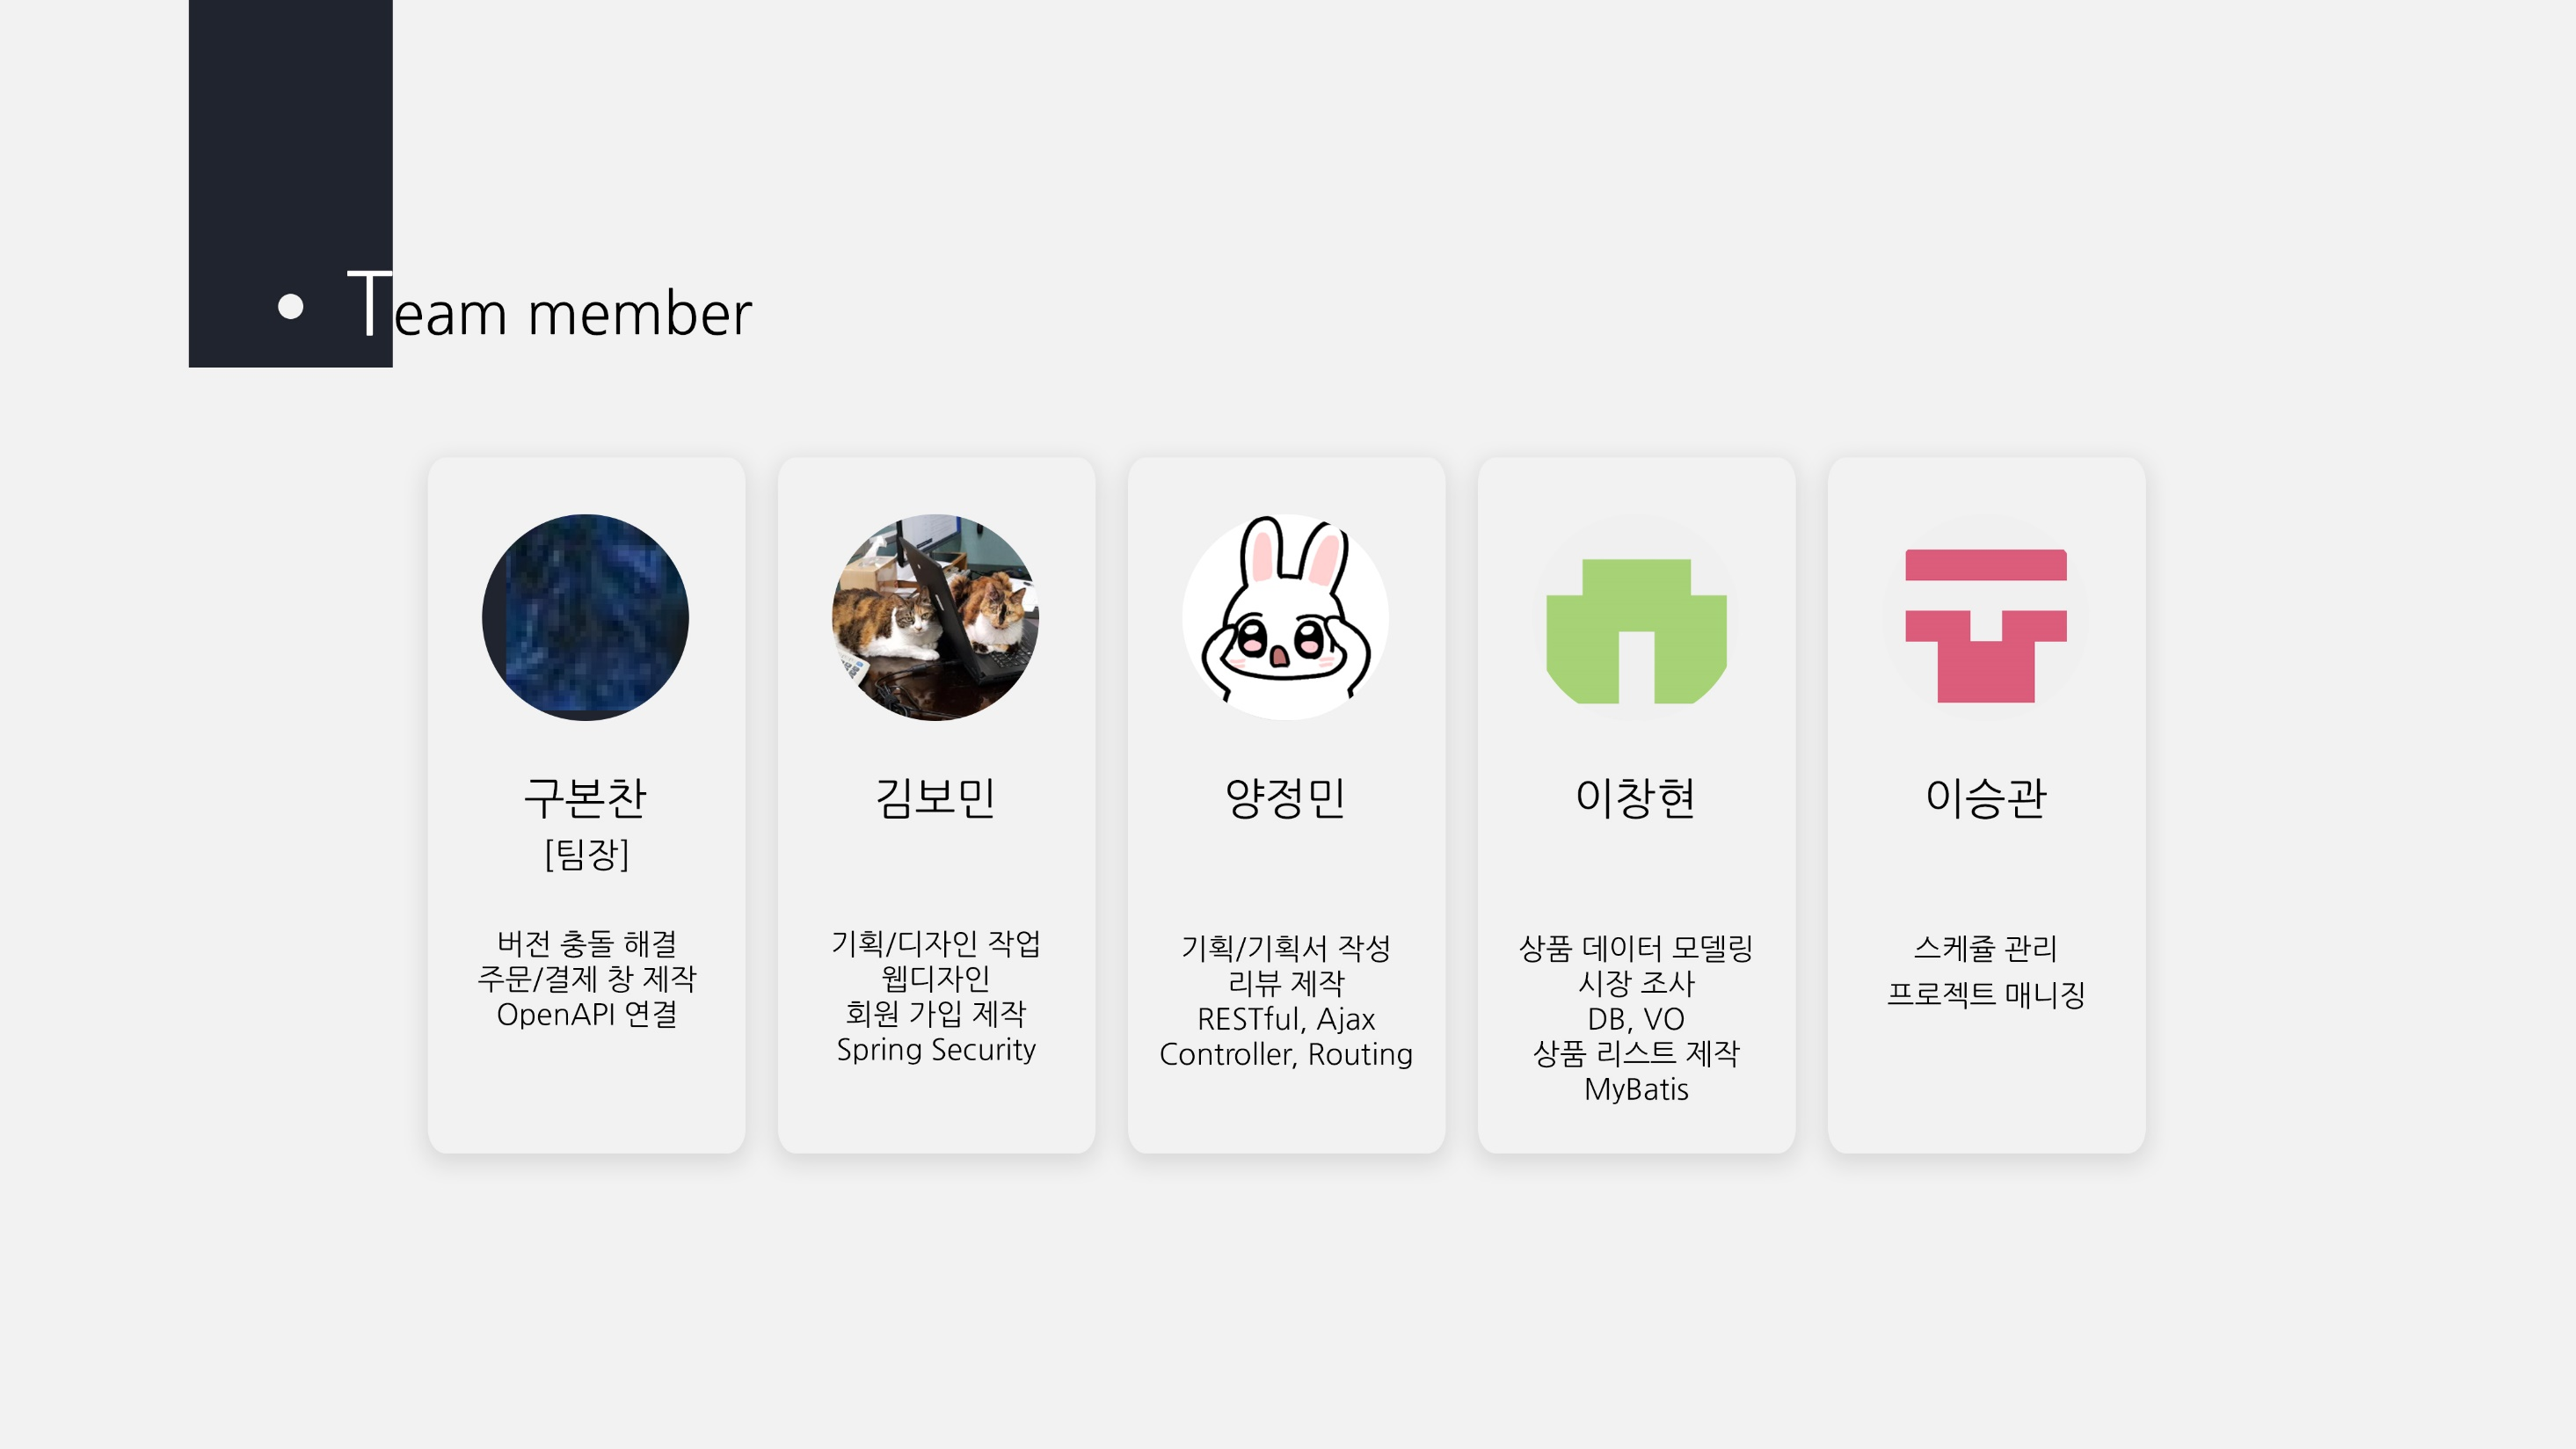 • Team member
구본찬
[팀장]
버전 충돌 해결
주문/결제 창 제작
OpenAPI 연결
김보민
기획/디자인 작업
웹디자인
회원 가입 제작
Spring Security
양정민
기획/기획서 작성
리뷰 제작
RESTful, Ajax
Controller, Routing
이창현
상품 데이터 모델링
시장 조사
DB, VO
상품 리스트 제작
MyBatis
이승관
스케쥴 관리
프로젝트 매니징